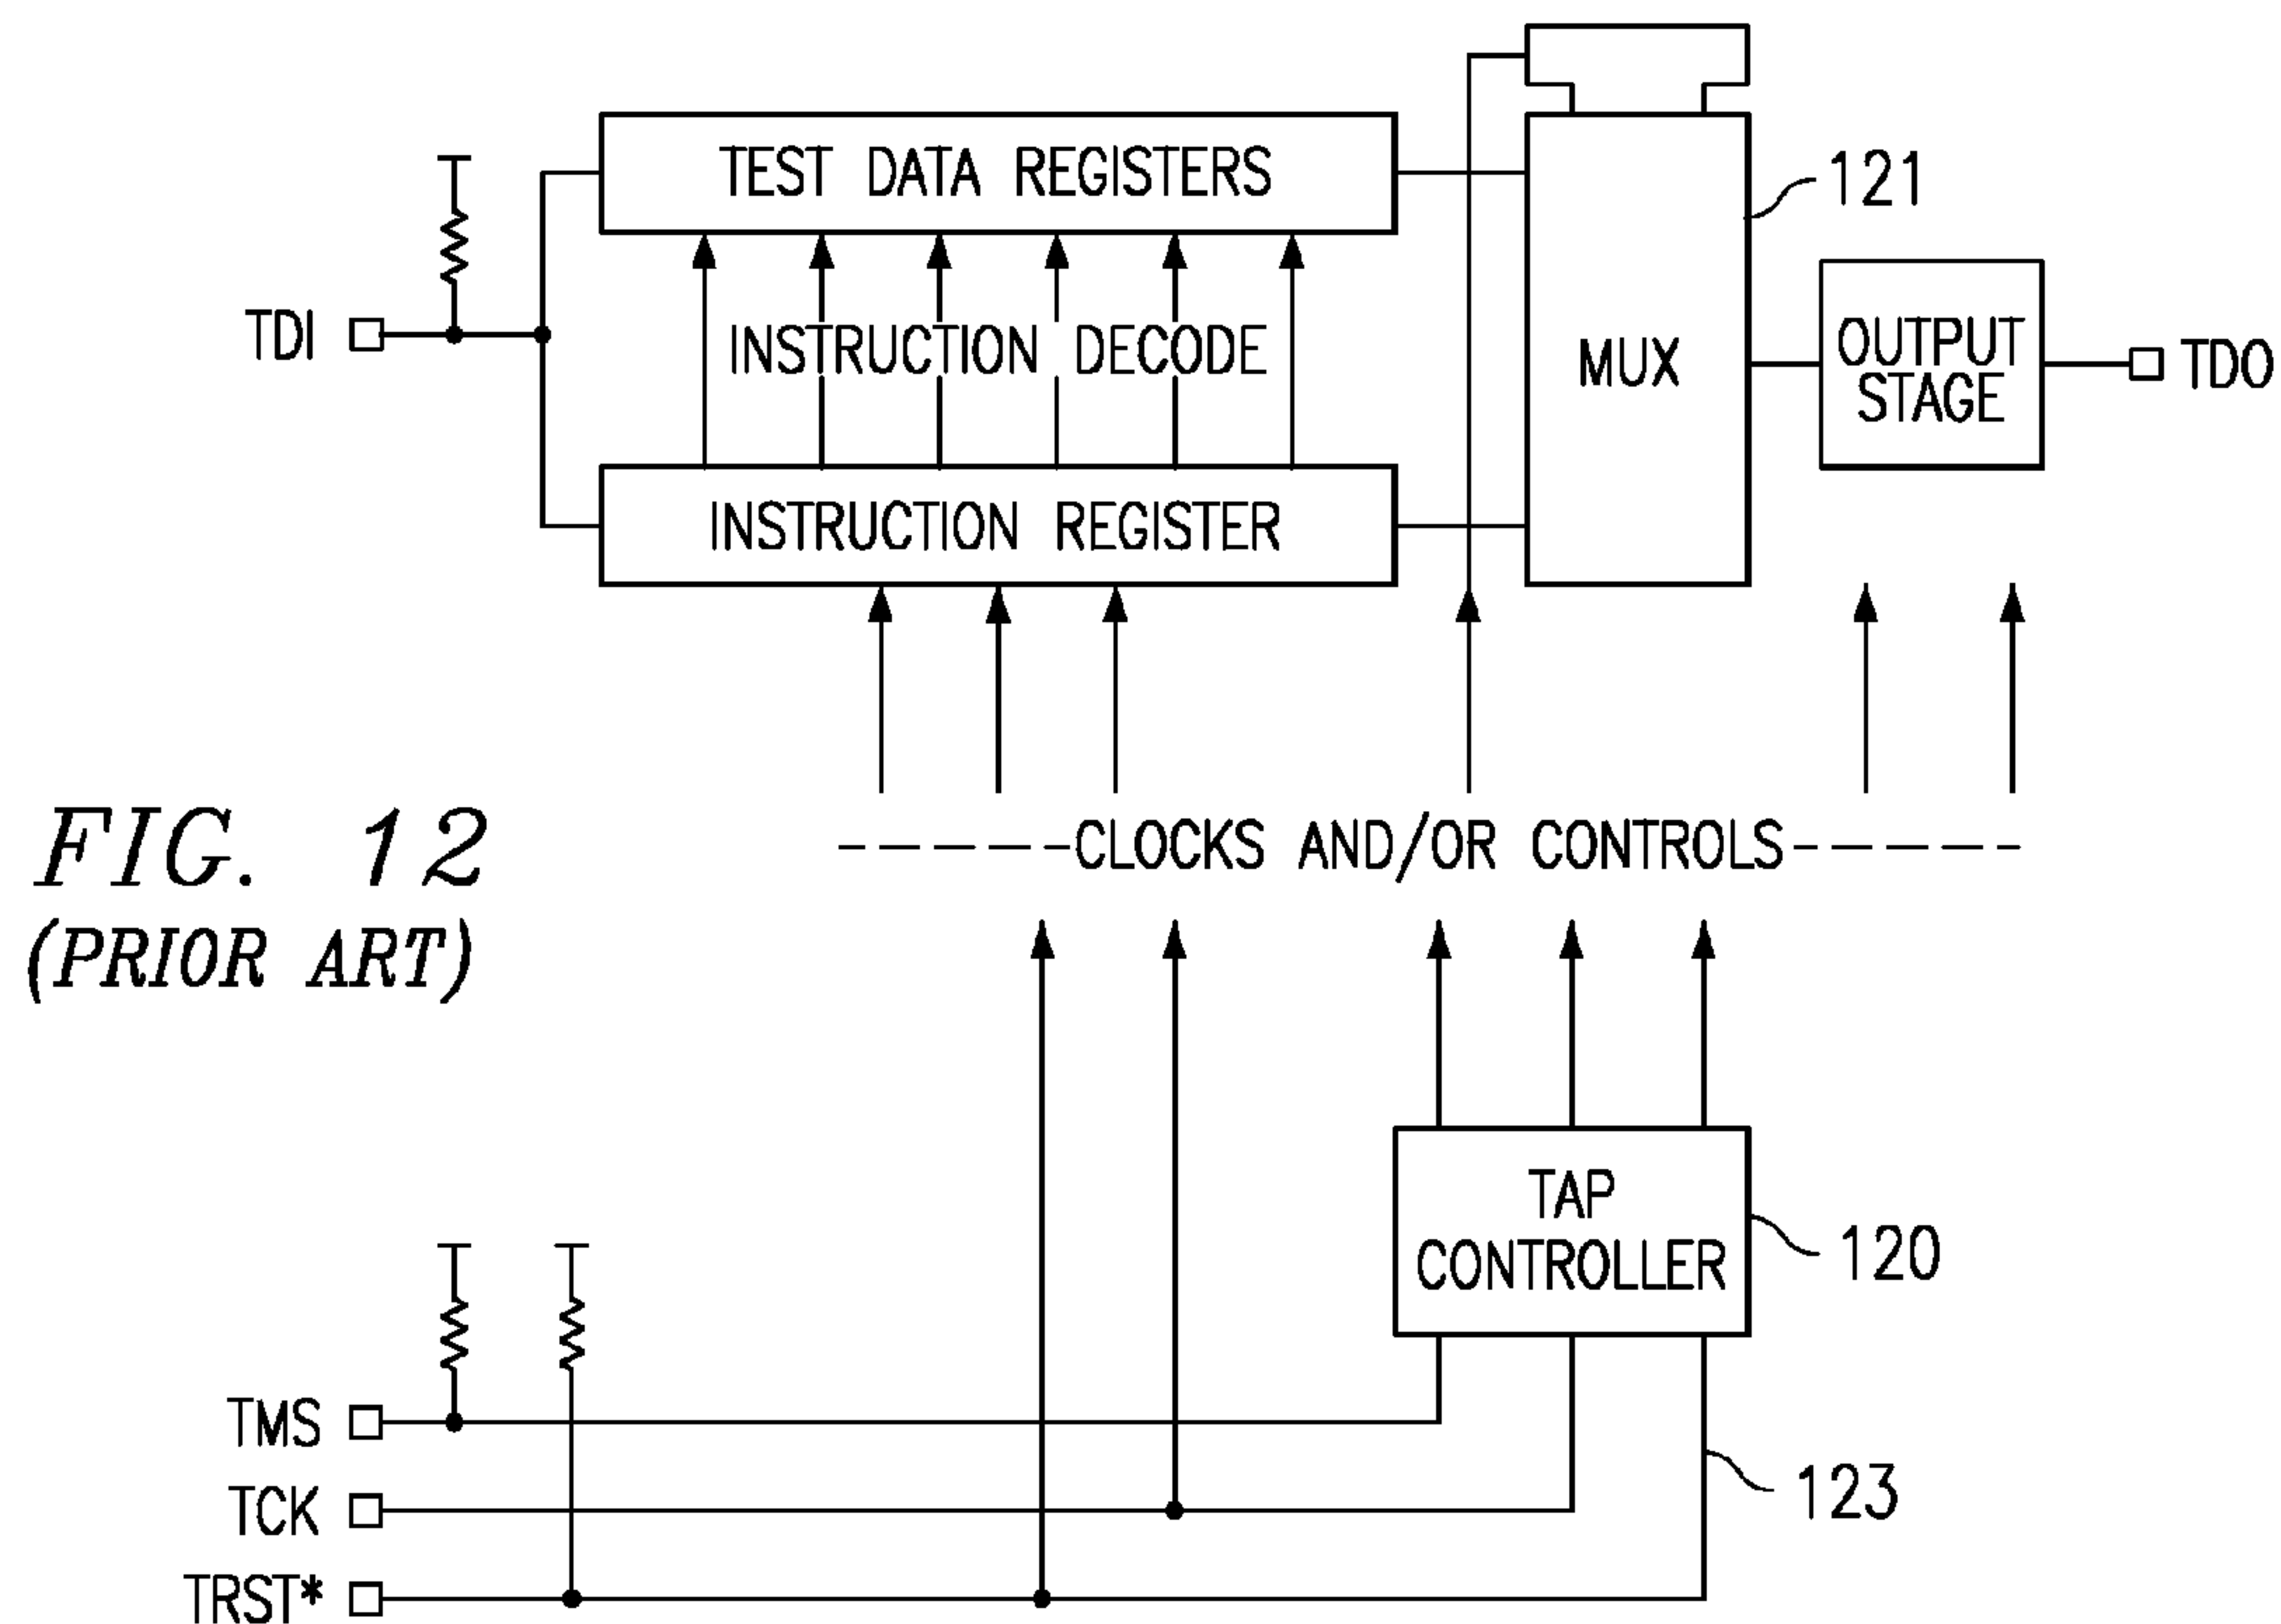 TEST DATA REGISTERS
121
TDI
INSTRUCTION DECODE
MUX
OUTPUT
STAGE
TDO
INSTRUCTION REGISTER
FIG. 12
(PRIOR ART)
CLOCKS AND/OR CONTROLS
TAP
CONTROLLER
120
TMS
TCK
123
TRST*